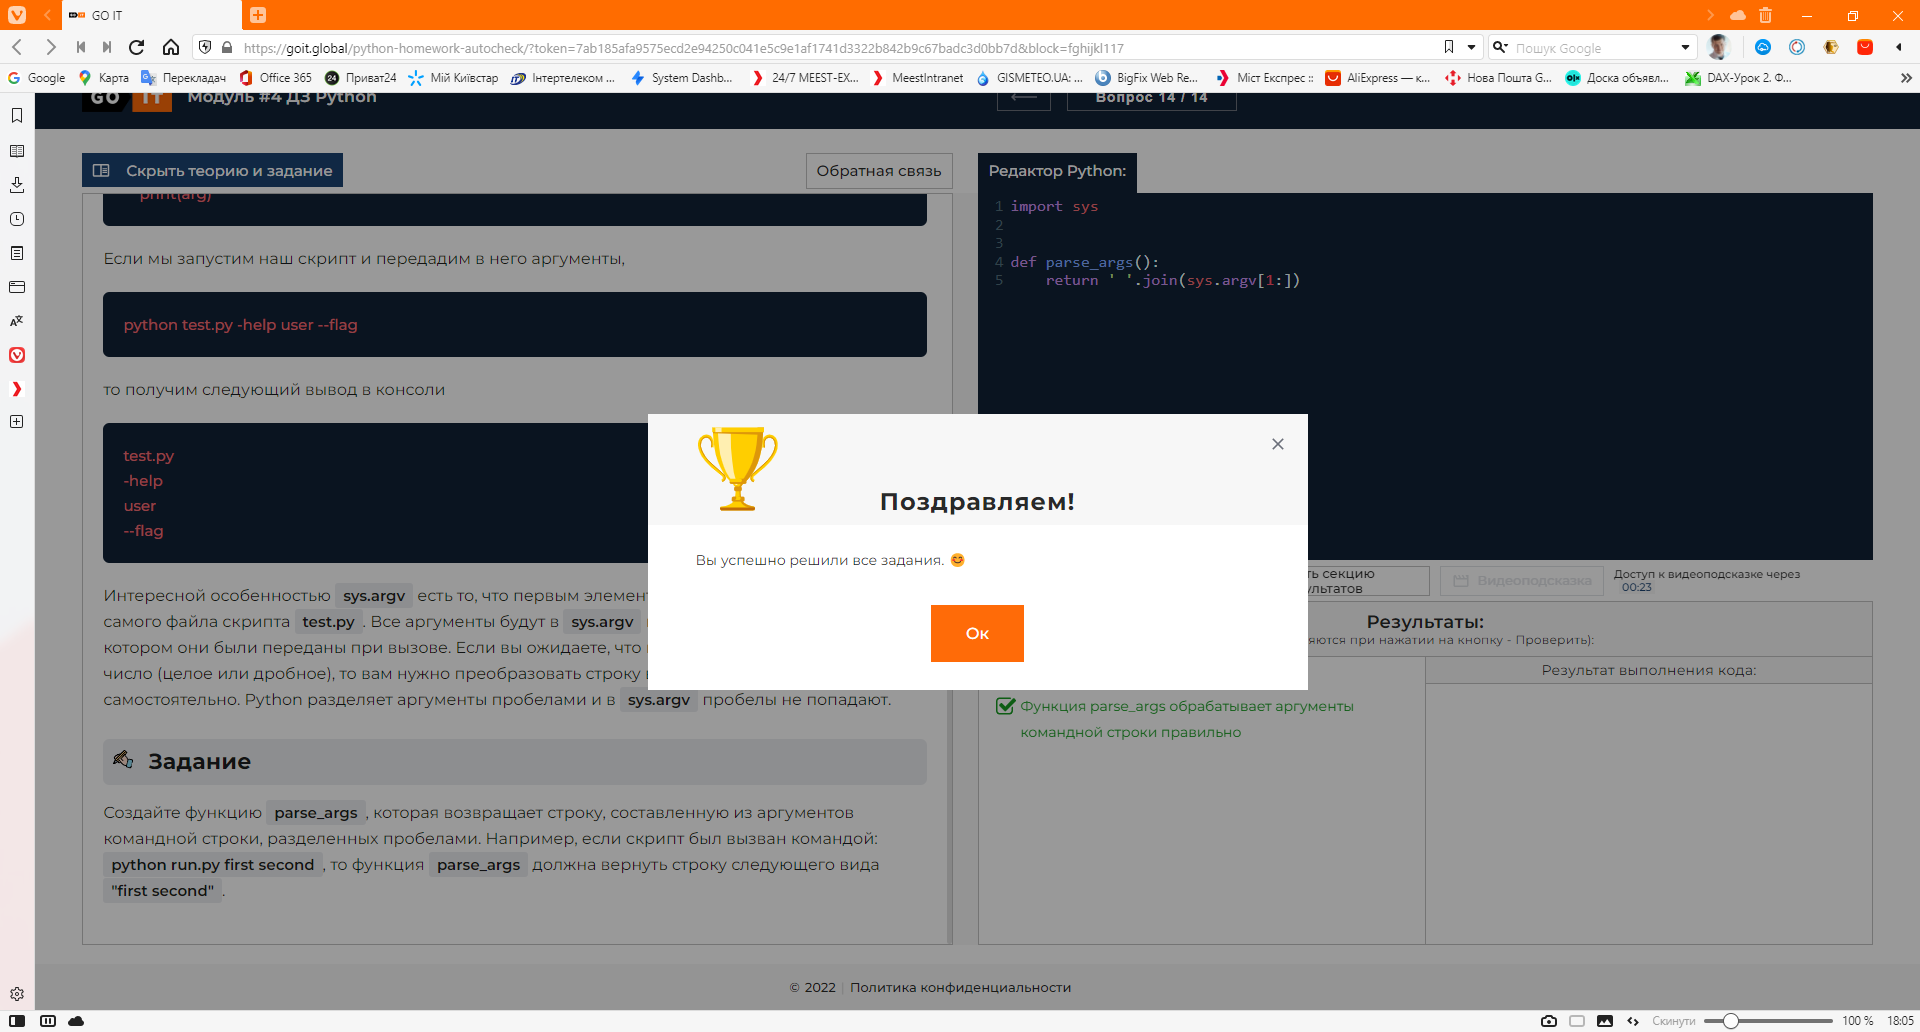 GO IT
https://goit.global/python-homework-autocheck/?token=7ab185afa9575ecd2e94250c041e5c9e1af1741d3322b842b9c67badc3d0bb7d&block=fghijkl117
Пошук Google
Google
Карта
Перекладач
Office 365
Приват24
Мій Київстар
Інтертелеком ...
System Dashb...
24/7 MEEST-EX...
MeestIntranet
GISMETEO.UA: ...
BigFix Web Re...
Міст Експрес ::
AliExpress — к...
Нова Пошта G...
Доска объявл...
DAX-Урок 2. Ф...
GO IT
Модуль #4 ДЗ Python
Вопрос 14 / 14
Скрыть теорию и задание
Обратная связь
print(arg)
Если мы запустим наш скрипт и передадим в него аргументы,
python test.py -help user --flag
то получим следующий вывод в консоли
test.py
-help
user
--flag
Интересной особенностью sys.argv есть то, что первым элемент
самого файла скрипта test.py . Все аргументы будут в sys.argv
котором они были переданы при вызове. Если вы ожидаете, что
число (целое или дробное), то вам нужно преобразовать строку
самостоятельно. Python разделяет аргументы пробелами и в sys.argv пробелы не попадают.
Задание
Создайте функцию parse_args , которая возвращает строку, составленную из аргументов
командной строки, разделенных пробелами. Например, если скрипт был вызван командой:
python run.py first second , то функция parse_args должна вернуть строку следующего вида
"first second" .
Редактор Python:
1 import sys
2
3
4 def parse_args():
5     return ' '.join(sys.argv[1:])
Поздравляем!
Вы успешно решили все задания. 😊
Ок
ть секцию
ультатов
Видеоподсказка
Доступ к видеоподсказке через
00:23
Результаты:
яются при нажатии на кнопку - Проверить):
Результат выполнения кода:
Функция parse_args обрабатывает аргументы
командной строки правильно
© 2022 | Политика конфиденциальности
Скинути
100 %
18:05